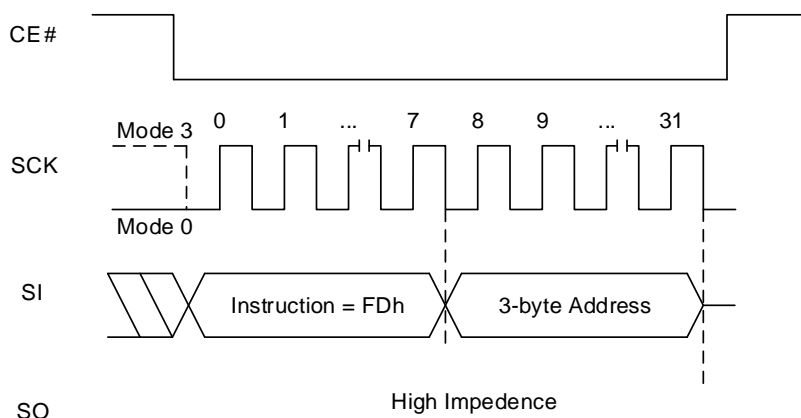 CE#
0 1 ... 7 8 9 ... 31
Mode 3
SCK
Mode 0
SI
Instruction = FDh
3-byte Address
High Impedence
SO